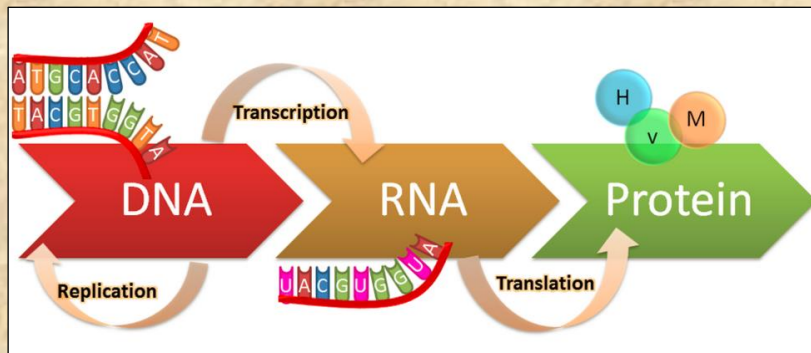 ATGCACCAT
TACGTGGTA
Transcription
H
v
M
DNA
RNA
Protein
Replication
UACGUGGUA
Translation